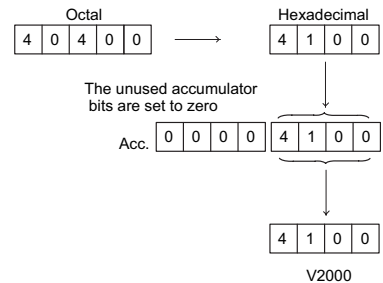 Octal Hexadecimal
4 0 4 0 0 4 1 0 0
The unused accumulator
bits are set to zero
Acc. 0 0 0 0 4 1 0 0
4 1 0 0
V2000